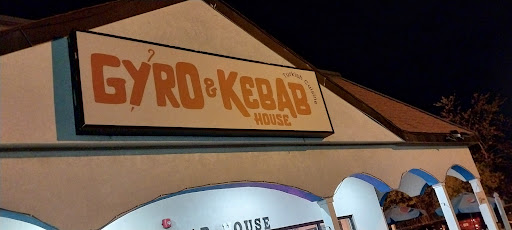 GYRO & KEBAB
Turkish Cuisine
HOUSE
HOUSE